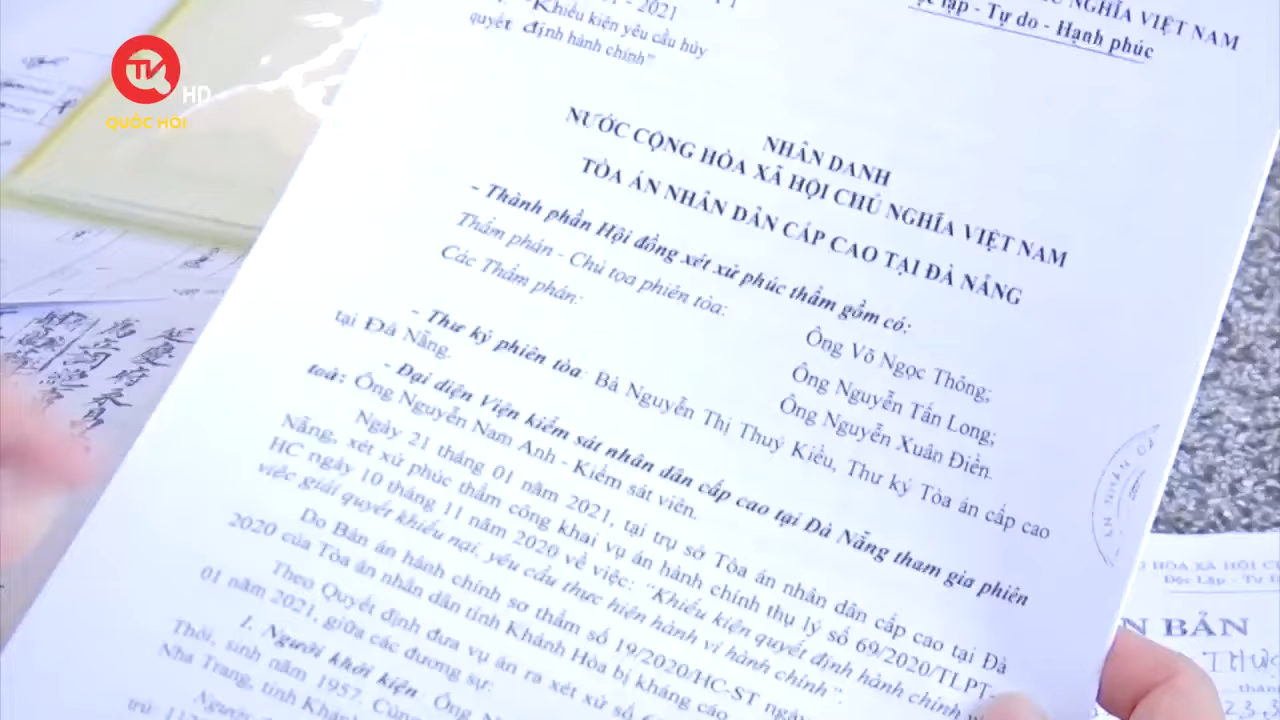 TV
HD
QUỐC HỘI
- 2021
"Khiếu kiện yêu cầu hủy
quyết định hành chính"
NGHĨA VIỆT NAM
lập - Tự do - Hạnh phúc
NHÂN DANH
NƯỚC CỘNG HÒA XÃ HỘI CHỦ NGHĨA VIỆT NAM
TÒA ÁN NHÂN DÂN CẤP CAO TẠI ĐÀ NẴNG
- Thành phần Hội đồng xét xử phúc thẩm gồm có:
Thẩm phán - Chủ tọa phiên tòa: Ông Võ Ngọc Thông;
Các Thẩm phán: Ông Nguyễn Tấn Long;
Ông Nguyễn Xuân Điền.
- Thư ký phiên tòa: Bà Nguyễn Thị Thuý Kiều, Thư ký Tòa án cấp cao
tại Đà Nẵng.
- Đại diện Viện kiểm sát nhân dân cấp cao tại Đà Nẵng tham gia phiên
toà: Ông Nguyễn Nam Anh - Kiểm sát viên.
Ngày 21 tháng 01 năm 2021, tại trụ sở Tòa án nhân dân cấp cao tại Đà
Nẵng, xét xử phúc thẩm công khai vụ án hành chính thụ lý số 69/2020/TLPT-
HC ngày 10 tháng 11 năm 2020 về việc: "Khiếu kiện quyết định hành chính
việc giải quyết khiếu nại, yêu cầu thực hiện hành vi hành chính".
Do Bản án hành chính sơ thẩm số 19/2020/HC-ST ngày
2020 của Tòa án nhân dân tỉnh Khánh Hòa bị kháng cáo
Theo Quyết định đưa vụ án ra xét xử số
01 năm 2021, giữa các đương sự:
1. Người khởi kiện: Ông
Thôi, sinh năm 1957. Cùng
Nha Trang, tỉnh Khánh
Người
trú:
HÒA XÃ HỘI
Độc Lập - Tự
BẢN